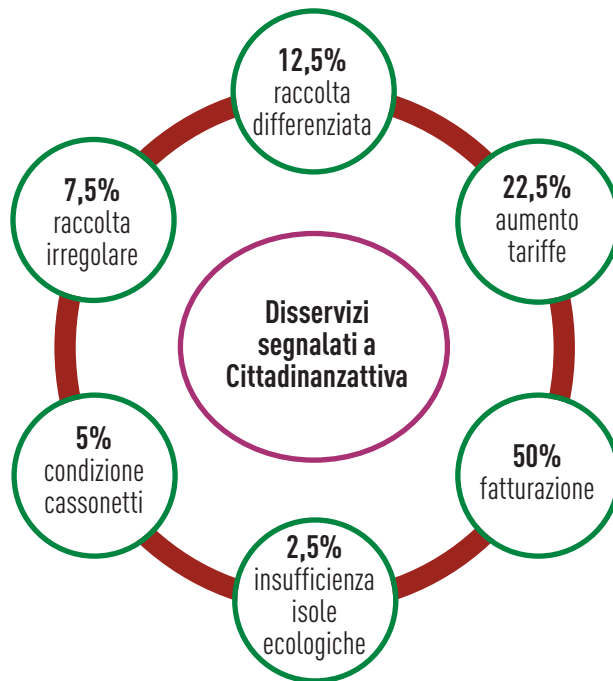 12,5%
raccolta
differenziata
7,5%
raccolta
irregolare
22,5%
aumento
tariffe
Disservizi
segnalati a
Cittadinanzattiva
5%
condizione
cassonetti
50%
fatturazione
2,5%
insufficienza
isole
ecologiche